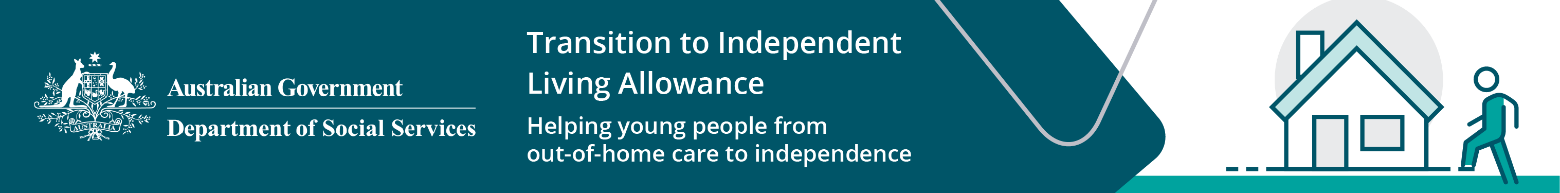 Australian Government
Department of Social Services
AUSTRALIA
Transition to Independent
Living Allowance
Helping young people from
out-of-home care to independence